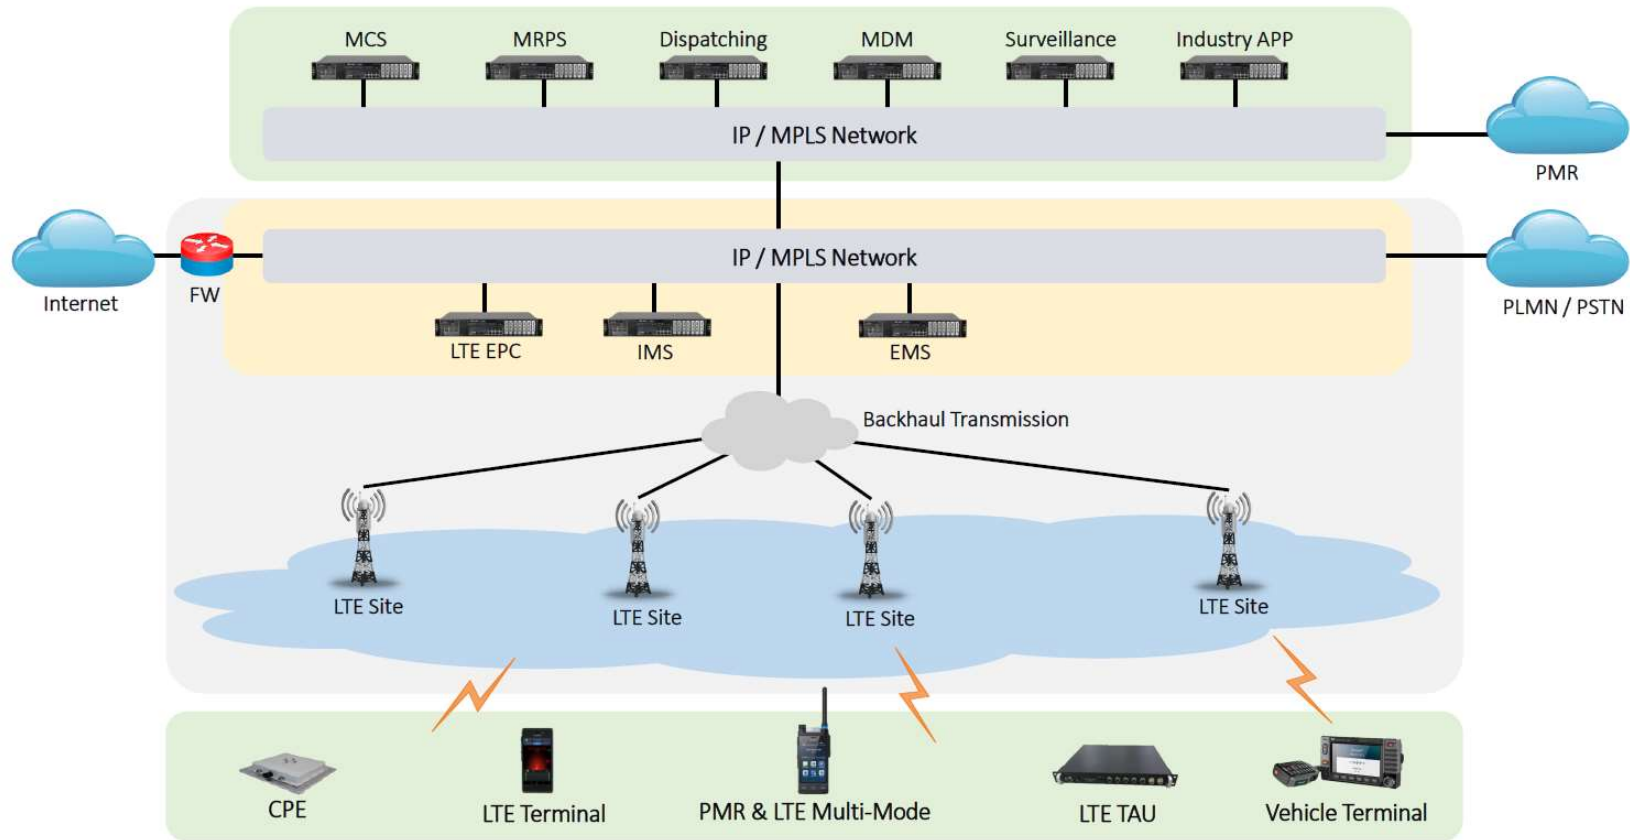 MCS
MRPS
Dispatching
MDM
Surveillance
Industry APP
IP / MPLS Network
PMR
IP / MPLS Network
Internet
FW
PLMN / PSTN
LTE EPC
IMS
EMS
Backhaul Transmission
LTE Site
LTE Site
LTE Site
LTE Site
CPE
LTE Terminal
PMR & LTE Multi-Mode
LTE TAU
Vehicle Terminal